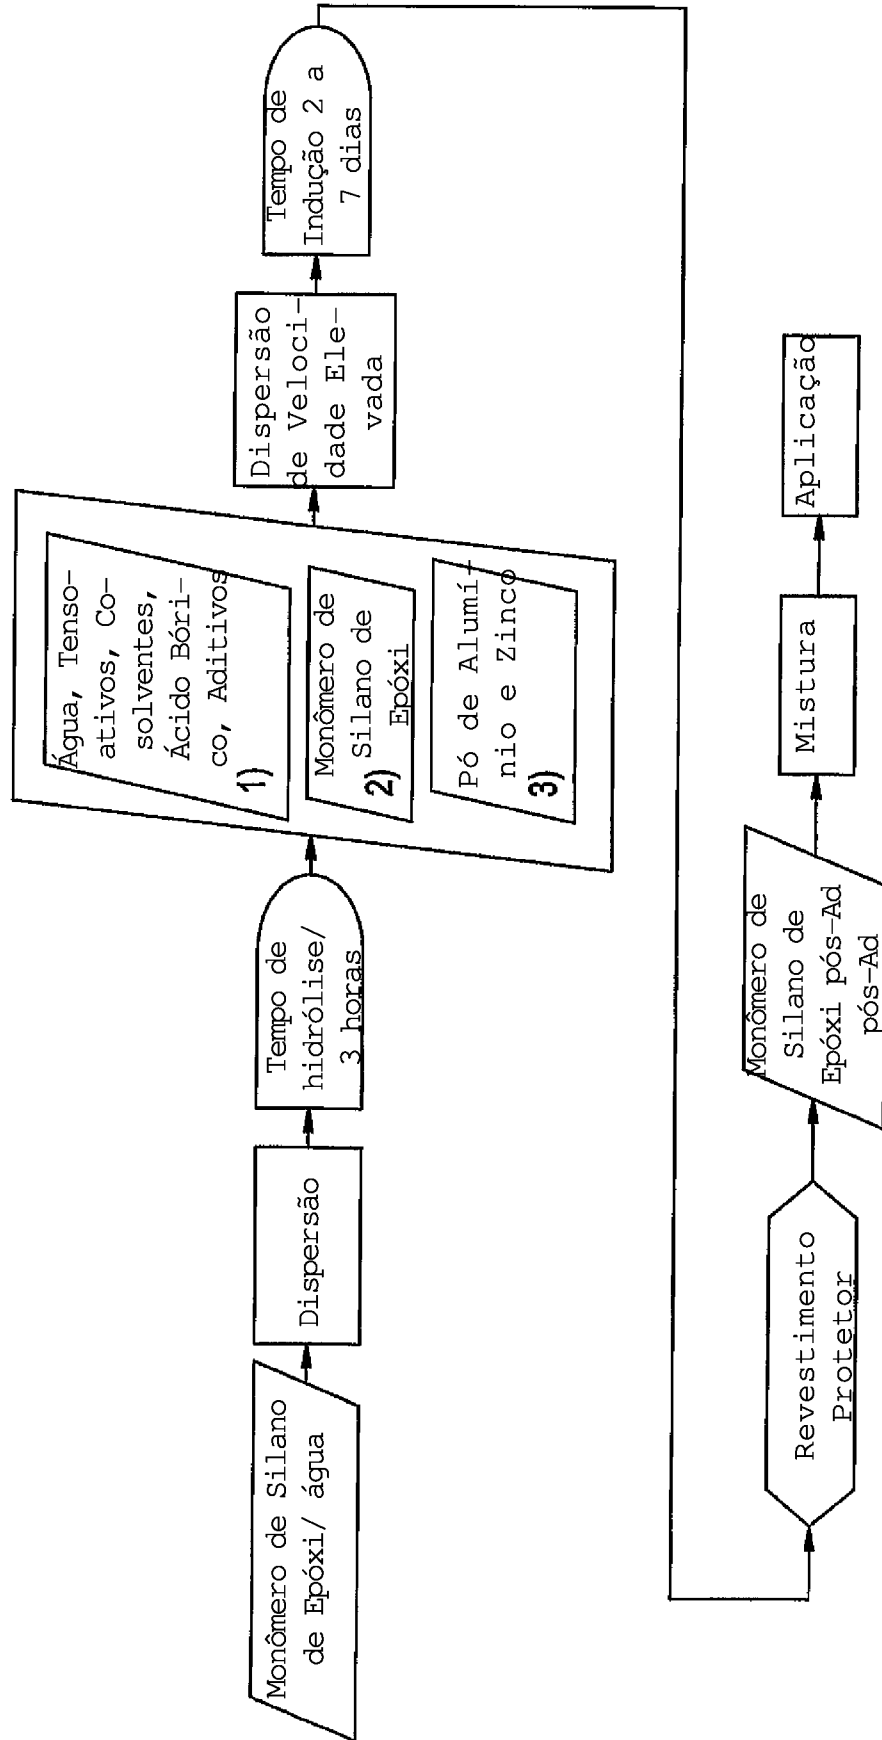 Monômero de Silano
de Epóxi/ água
Dispersão
Tempo de
hidrólise/
3 horas
Água, Tenso-
ativos, Co-
solventes,
Ácido Bóri-
co, Aditivos
1)
Monômero de
Silano de
Epóxi
2)
Pó de Alumí-
nio e Zinco
3)
Dispersão
de Veloci-
dade Ele-
vada
Tempo de
Indução 2 a
7 dias
Revestimento
Protetor
Monômero de
Silano de
Epóxi pós-Ad
pós-Ad
Mistura
Aplicação